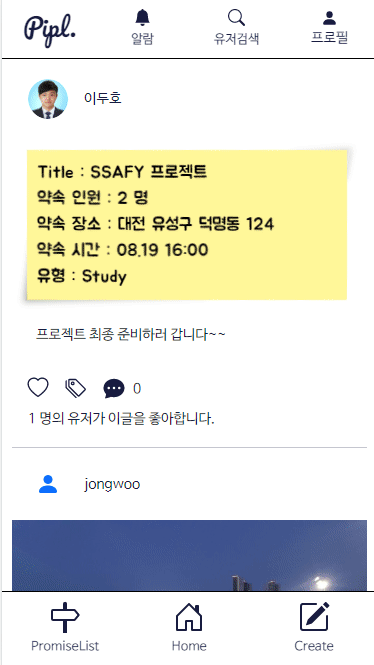 Pipl.
알람
유저검색
프로필
이두호
Title : SSAFY 프로젝트
약속 인원 : 2 명
약속 장소 : 대전 유성구 덕명동 124
약속 시간 : 08.19 16:00
유형 : Study
프로젝트 최종 준비하러 갑니다~~
0
1 명의 유저가 이글을 좋아합니다.
jongwoo
PromiseList
Home
Create